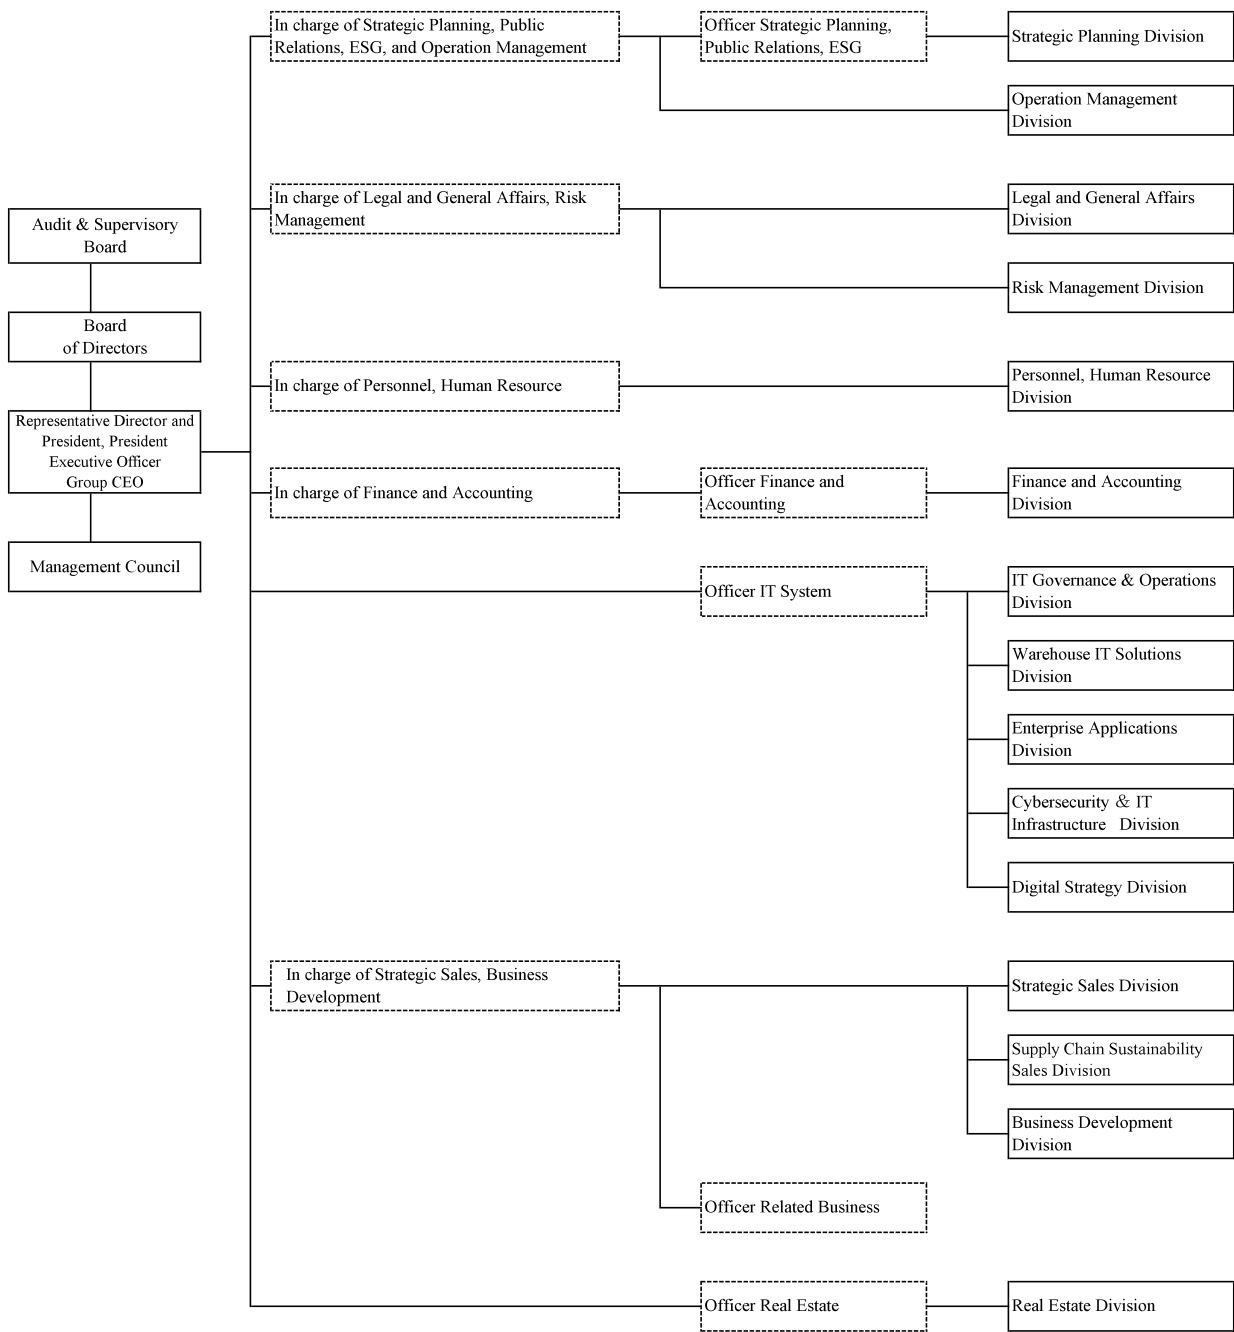 Audit & Supervisory
Board
Board
of Directors
Representative Director and
President, President
Executive Officer
Group CEO
Management Council
In charge of Strategic Planning, Public
Relations, ESG, and Operation Management
Officer Strategic Planning,
Public Relations, ESG
Strategic Planning Division
Operation Management
Division
In charge of Legal and General Affairs, Risk
Management
Legal and General Affairs
Division
Risk Management Division
In charge of Personnel, Human Resource
Personnel, Human Resource
Division
In charge of Finance and Accounting
Officer Finance and
Accounting
Finance and Accounting
Division
Officer IT System
IT Governance & Operations
Division
Warehouse IT Solutions
Division
Enterprise Applications
Division
Cybersecurity & IT
Infrastructure Division
Digital Strategy Division
In charge of Strategic Sales, Business
Development
Strategic Sales Division
Supply Chain Sustainability
Sales Division
Business Development
Division
Officer Related Business
Officer Real Estate
Real Estate Division